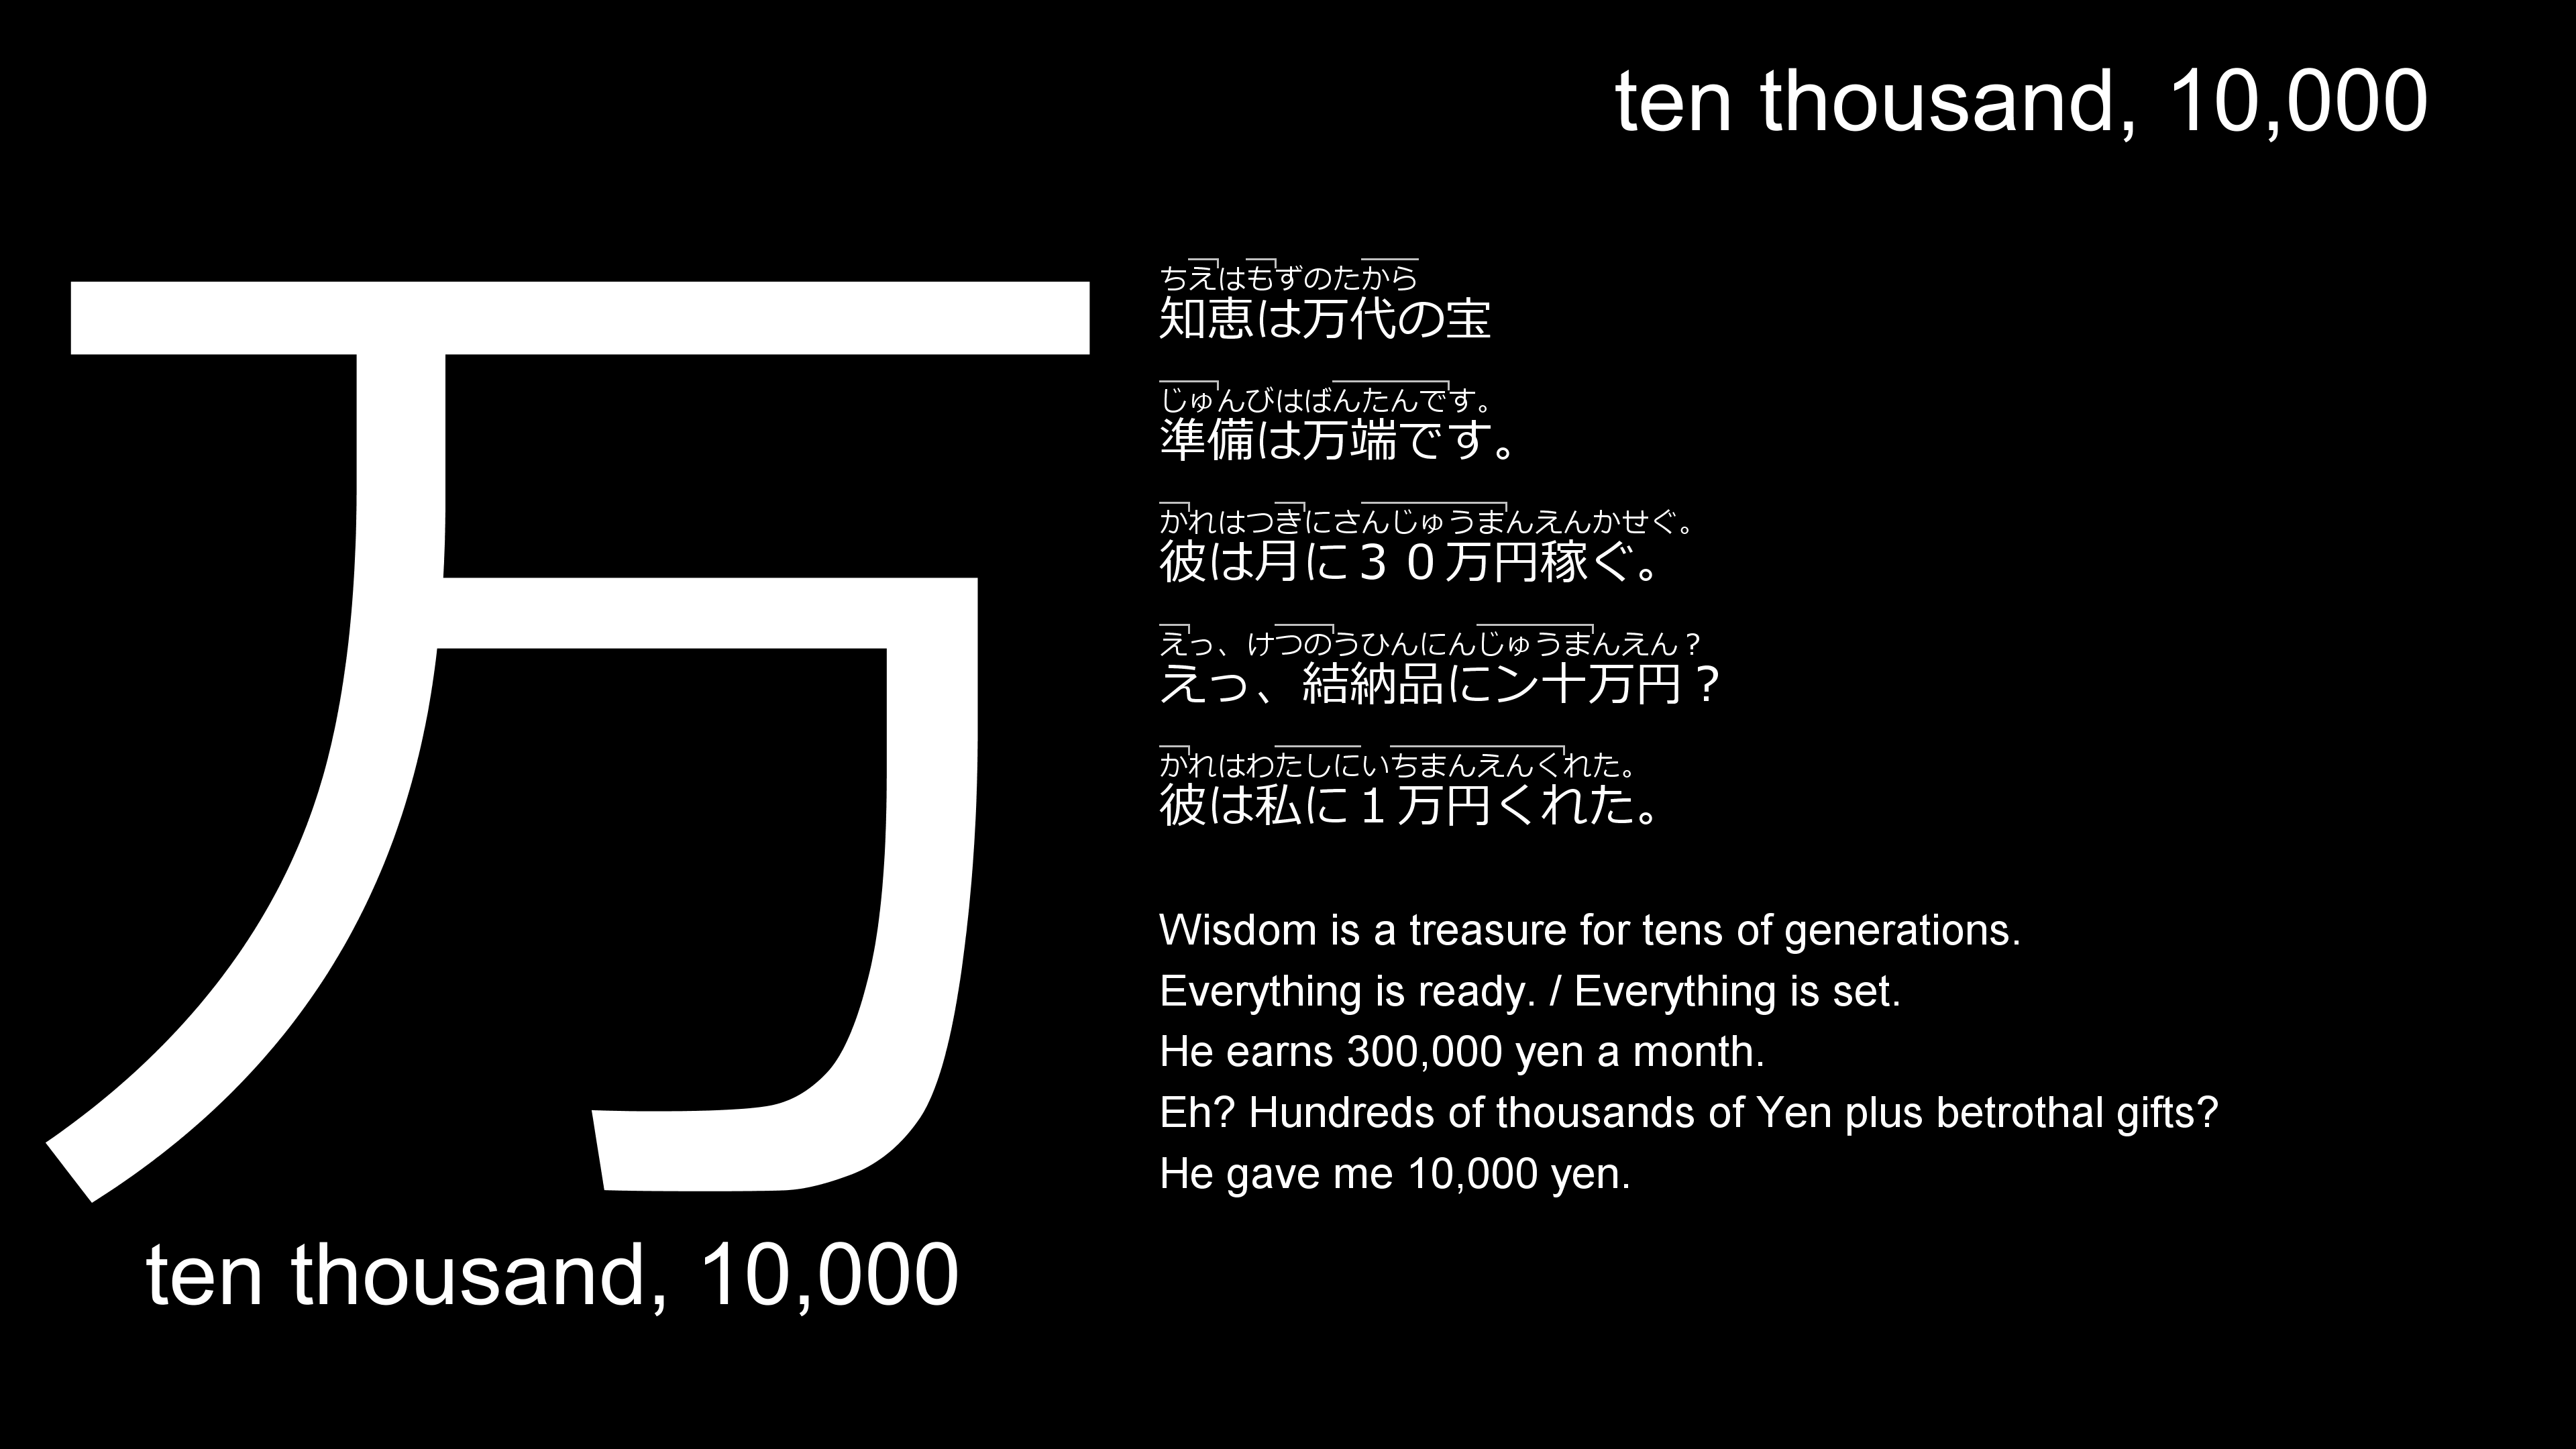 ten thousand, 10,000
万
ten thousand, 10,000
ちえはもずのたから
知恵は万代の宝
じゅんびはばんたんです。
準備は万端です。
かれはつきにさんじゅうまんえんかせぐ。
彼は月に３０万円稼ぐ。
えっ、けつのうひんにんじゅうまんえん？
えっ、結納品にン十万円？
かれはわたしにいちまんえんくれた。
彼は私に１万円くれた。
Wisdom is a treasure for tens of generations.
Everything is ready. / Everything is set.
He earns 300,000 yen a month.
Eh? Hundreds of thousands of Yen plus betrothal gifts?
He gave me 10,000 yen.